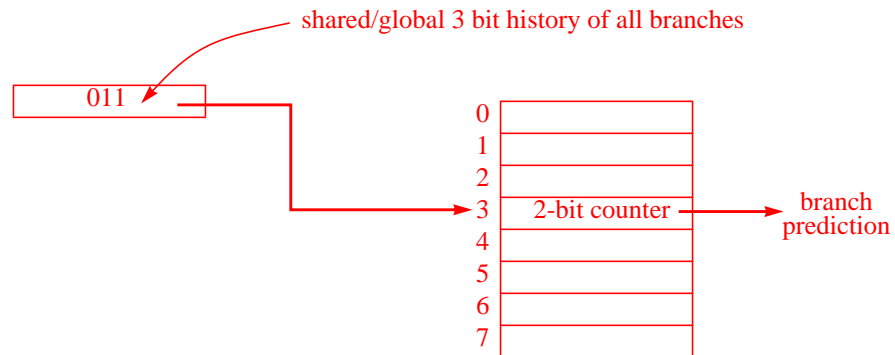 shared/global 3 bit history of all branches
011
0
1
2
3
2-bit counter
branch
prediction
4
5
6
7